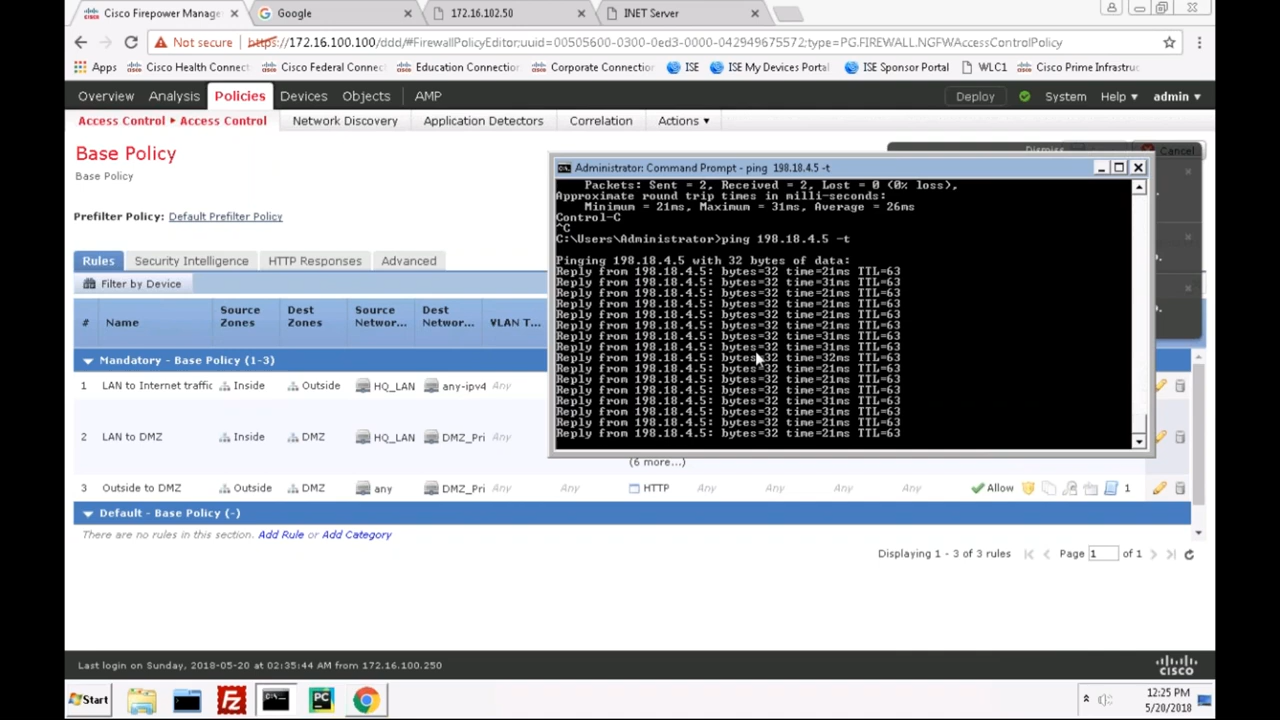 Cisco Firepower Manage
Google
172.16.102.50
INET Server
Not secure
https://172.16.100.100/ddd/#FirewallPolicyEditor;uuid=00505600-0300-0ed3-0000-042949675572;type=PG.FIREWALL.NGFWAccessControlPolicy
Apps
Cisco Health Connect
Cisco Federal Connec
Education Connection
Corporate Connection
ISE
ISE My Devices Portal
ISE Sponsor Portal
WLC1
Cisco Prime Infrastruc
Overview
Analysis
Policies
Devices
Objects
AMP
Deploy
System
Help
admin
Access Control
Access Control
Network Discovery
Application Detectors
Correlation
Actions
Base Policy
Base Policy
Dismiss
Cancel
Prefilter Policy: Default Prefilter Policy
Rules
Security Intelligence
HTTP Responses
Advanced
Filter by Device
#
Name
Source Zones
Dest Zones
Source Networ...
Dest Networ...
VLAN T...
Mandatory - Base Policy (1-3)
1 LAN to Internet traffic Inside Outside HQ_LAN any-ipv4 Any
2 LAN to DMZ Inside DMZ HQ_LAN DMZ_Pri Any
(6 more...)
3 Outside to DMZ Outside DMZ any DMZ_Pri Any Any HTTP Any Any Any Any Allow 1
Default - Base Policy (-)
There are no rules in this section. Add Rule or Add Category
Displaying 1 - 3 of 3 rules
Page 1 of 1
Administrator: Command Prompt - ping 198.18.4.5 -t
Packets: Sent = 2, Received = 2, Lost = 0 (0% loss),
Approximate round trip times in milli-seconds:
Minimum = 21ms, Maximum = 31ms, Average = 26ms
Control-C
^C
C:\Users\Administrator>ping 198.18.4.5 -t
Pinging 198.18.4.5 with 32 bytes of data:
Reply from 198.18.4.5: bytes=32 time=21ms TTL=63
Reply from 198.18.4.5: bytes=32 time=31ms TTL=63
Reply from 198.18.4.5: bytes=32 time=21ms TTL=63
Reply from 198.18.4.5: bytes=32 time=21ms TTL=63
Reply from 198.18.4.5: bytes=32 time=21ms TTL=63
Reply from 198.18.4.5: bytes=32 time=21ms TTL=63
Reply from 198.18.4.5: bytes=32 time=31ms TTL=63
Reply from 198.18.4.5: bytes=32 time=31ms TTL=63
Reply from 198.18.4.5: bytes=32 time=32ms TTL=63
Reply from 198.18.4.5: bytes=32 time=21ms TTL=63
Reply from 198.18.4.5: bytes=32 time=21ms TTL=63
Reply from 198.18.4.5: bytes=32 time=21ms TTL=63
Reply from 198.18.4.5: bytes=32 time=31ms TTL=63
Reply from 198.18.4.5: bytes=32 time=31ms TTL=63
Reply from 198.18.4.5: bytes=32 time=21ms TTL=63
Reply from 198.18.4.5: bytes=32 time=21ms TTL=63
Last login on Sunday, 2018-05-20 at 02:35:44 AM from 172.16.100.250
CISCO
Start
12:25 PM
5/20/2018